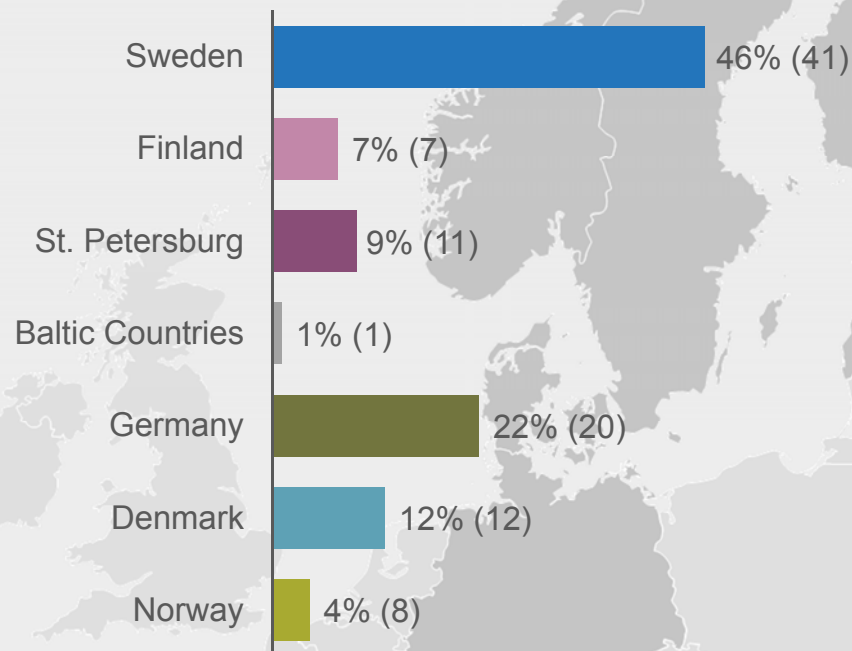 Sweden 46% (41)
Finland 7% (7)
St. Petersburg 9% (11)
Baltic Countries 1% (1)
Germany 22% (20)
Denmark 12% (12)
Norway 4% (8)